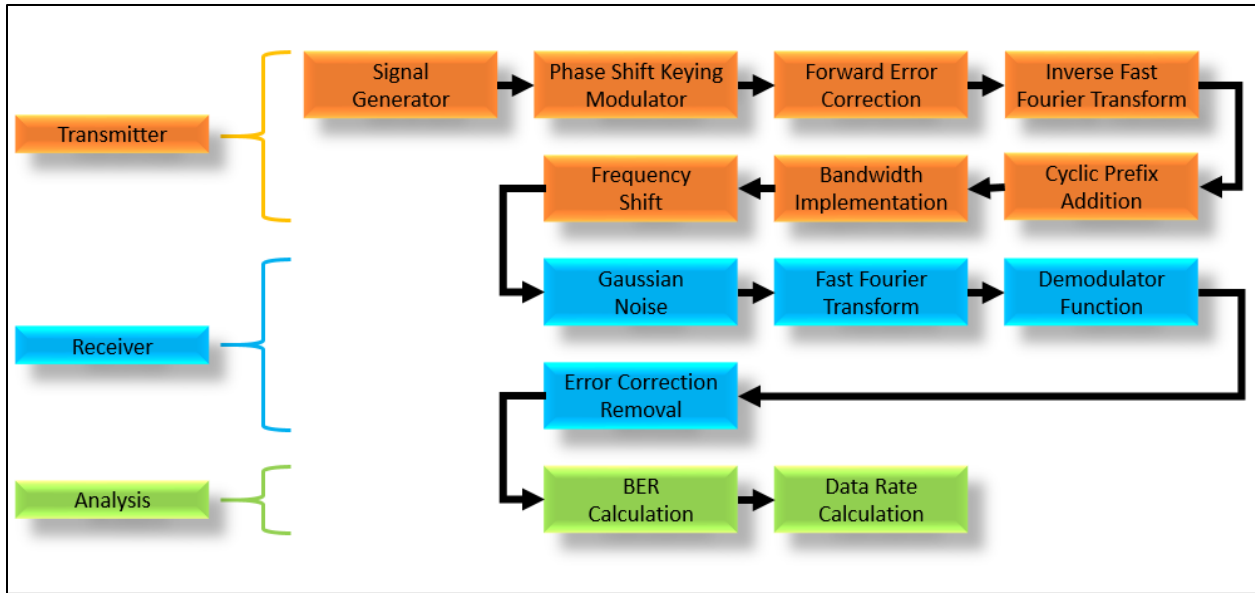 Signal
Generator
Phase Shift Keying
Modulator
Forward Error
Correction
Inverse Fast
Fourier Transform
Transmitter
Frequency
Shift
Bandwidth
Implementation
Cyclic Prefix
Addition
Gaussian
Noise
Fast Fourier
Transform
Demodulator
Function
Receiver
Error Correction
Removal
Analysis
BER
Calculation
Data Rate
Calculation